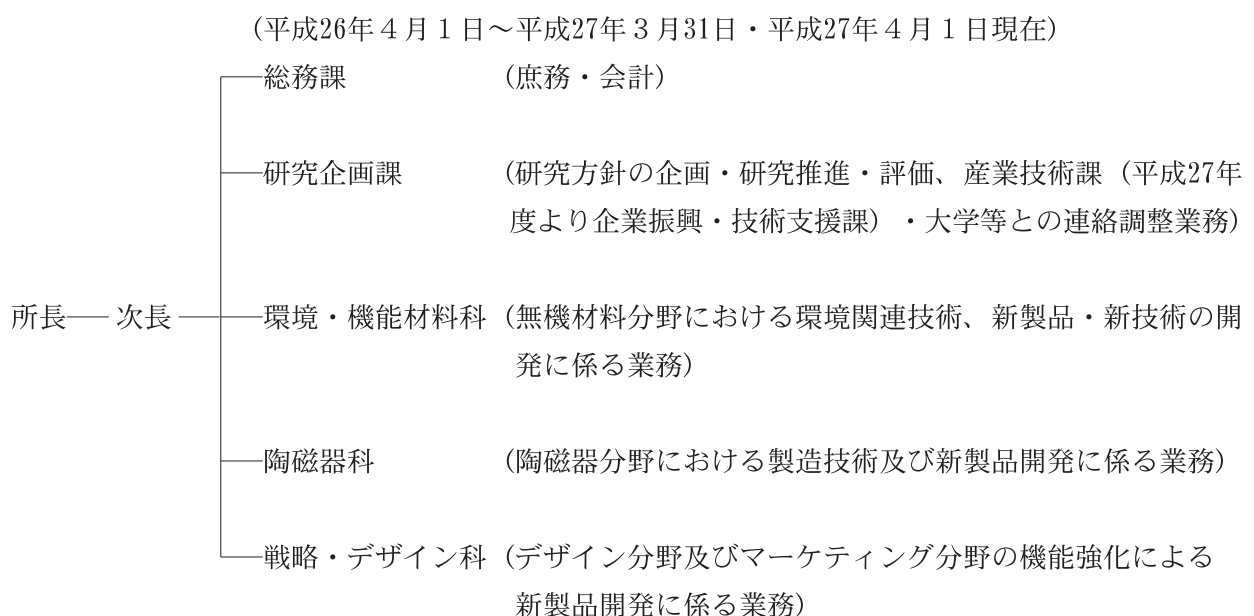 (平成26年４月１日～平成27年３月31日・平成27年４月１日現在)
総務課 (庶務・会計)
研究企画課 (研究方針の企画・研究推進・評価、産業技術課 (平成27年
度より企業振興・技術支援課) ・大学等との連絡調整業務)
所長 次長 環境・機能材料科 (無機材料分野における環境関連技術、新製品・新技術の開
発に係る業務)
陶磁器科 (陶磁器分野における製造技術及び新製品開発に係る業務)
戦略・デザイン科 (デザイン分野及びマーケティング分野の機能強化による
新製品開発に係る業務)